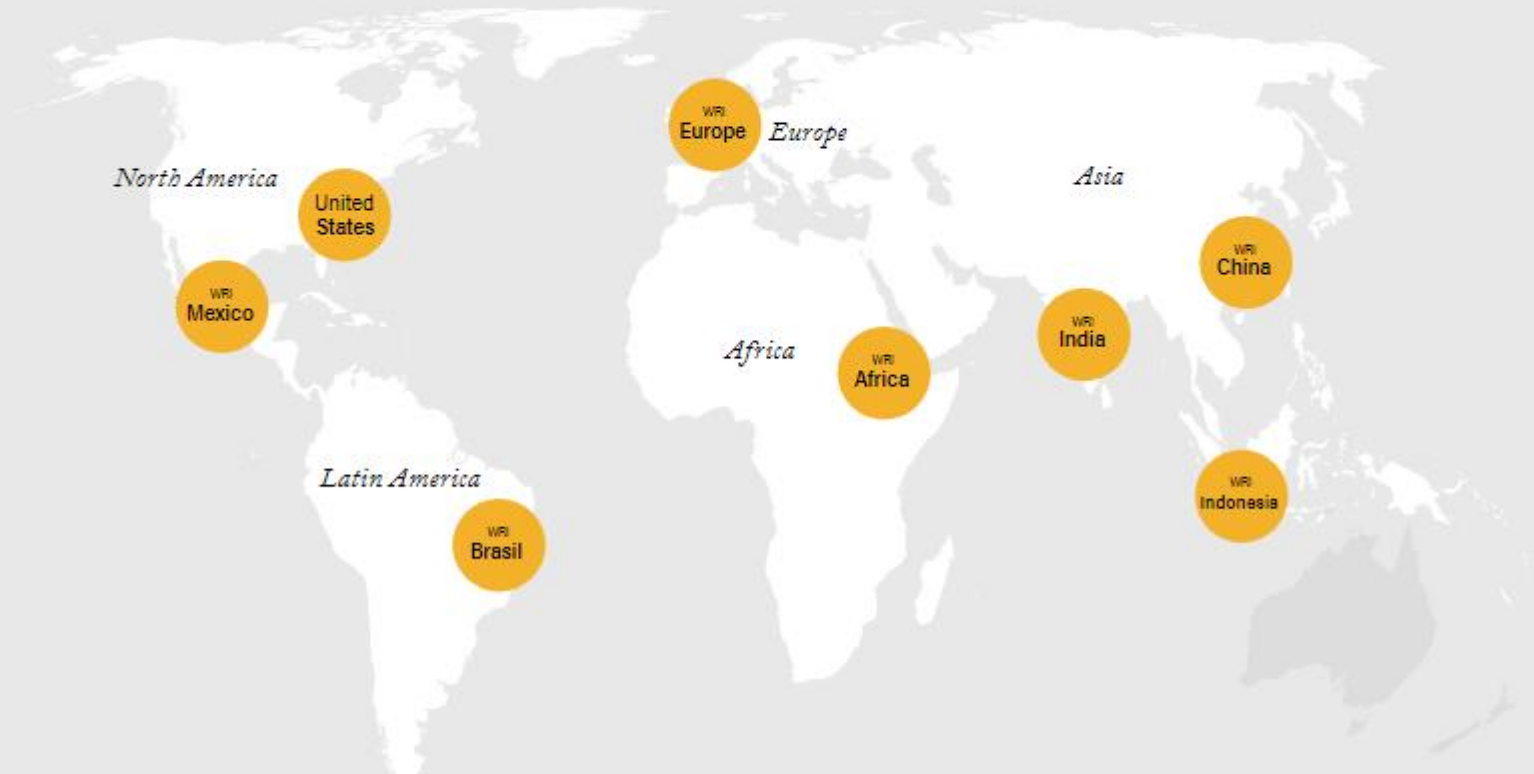 WRI
Europe
Europe
North America
Asia
United
States
WRI
China
WRI
Mexico
WRI
India
Africa
WRI
Africa
Latin America
WRI
Indonesia
WRI
Brasil